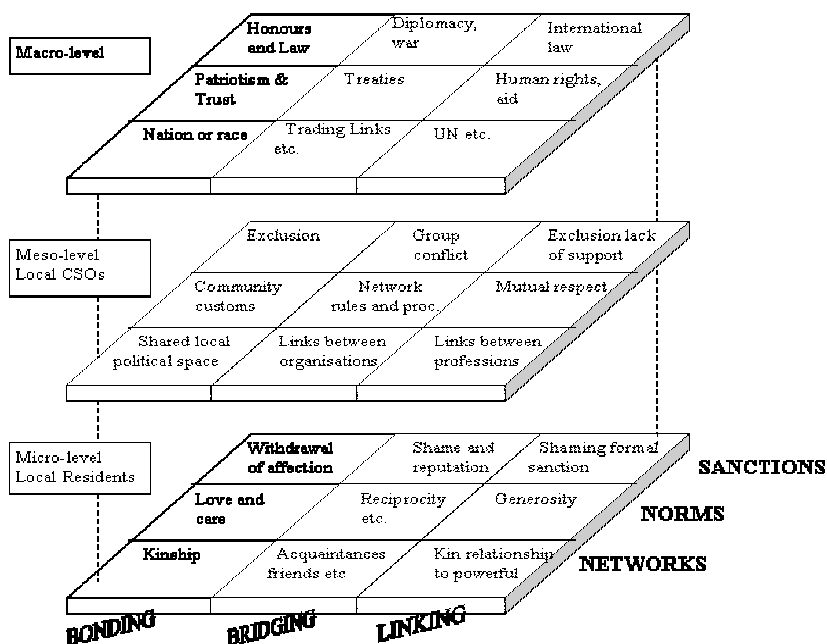 Macro-level
Honours
and Law
Diplomacy,
war
International
law
Patriotism &
Trust
Treaties
Human rights,
aid
Nation or race
Trading Links
etc.
UN etc.
Meso-level
Local CSOs
Exclusion
Group
conflict
Exclusion lack
of support
Community
customs
Network
rules and proc.
Mutual respect
Shared local
political space
Links between
organisations
Links between
professions
Micro-level
Local Residents
Withdrawal
of affection
Shame and
reputation
Shaming formal
sanction
SANCTIONS
Love and
care
Reciprocity
etc.
Generosity
NORMS
Kinship
Acquaintances
friends etc
Kin relationship
to powerful
NETWORKS
BONDING
BRIDGING
LINKING